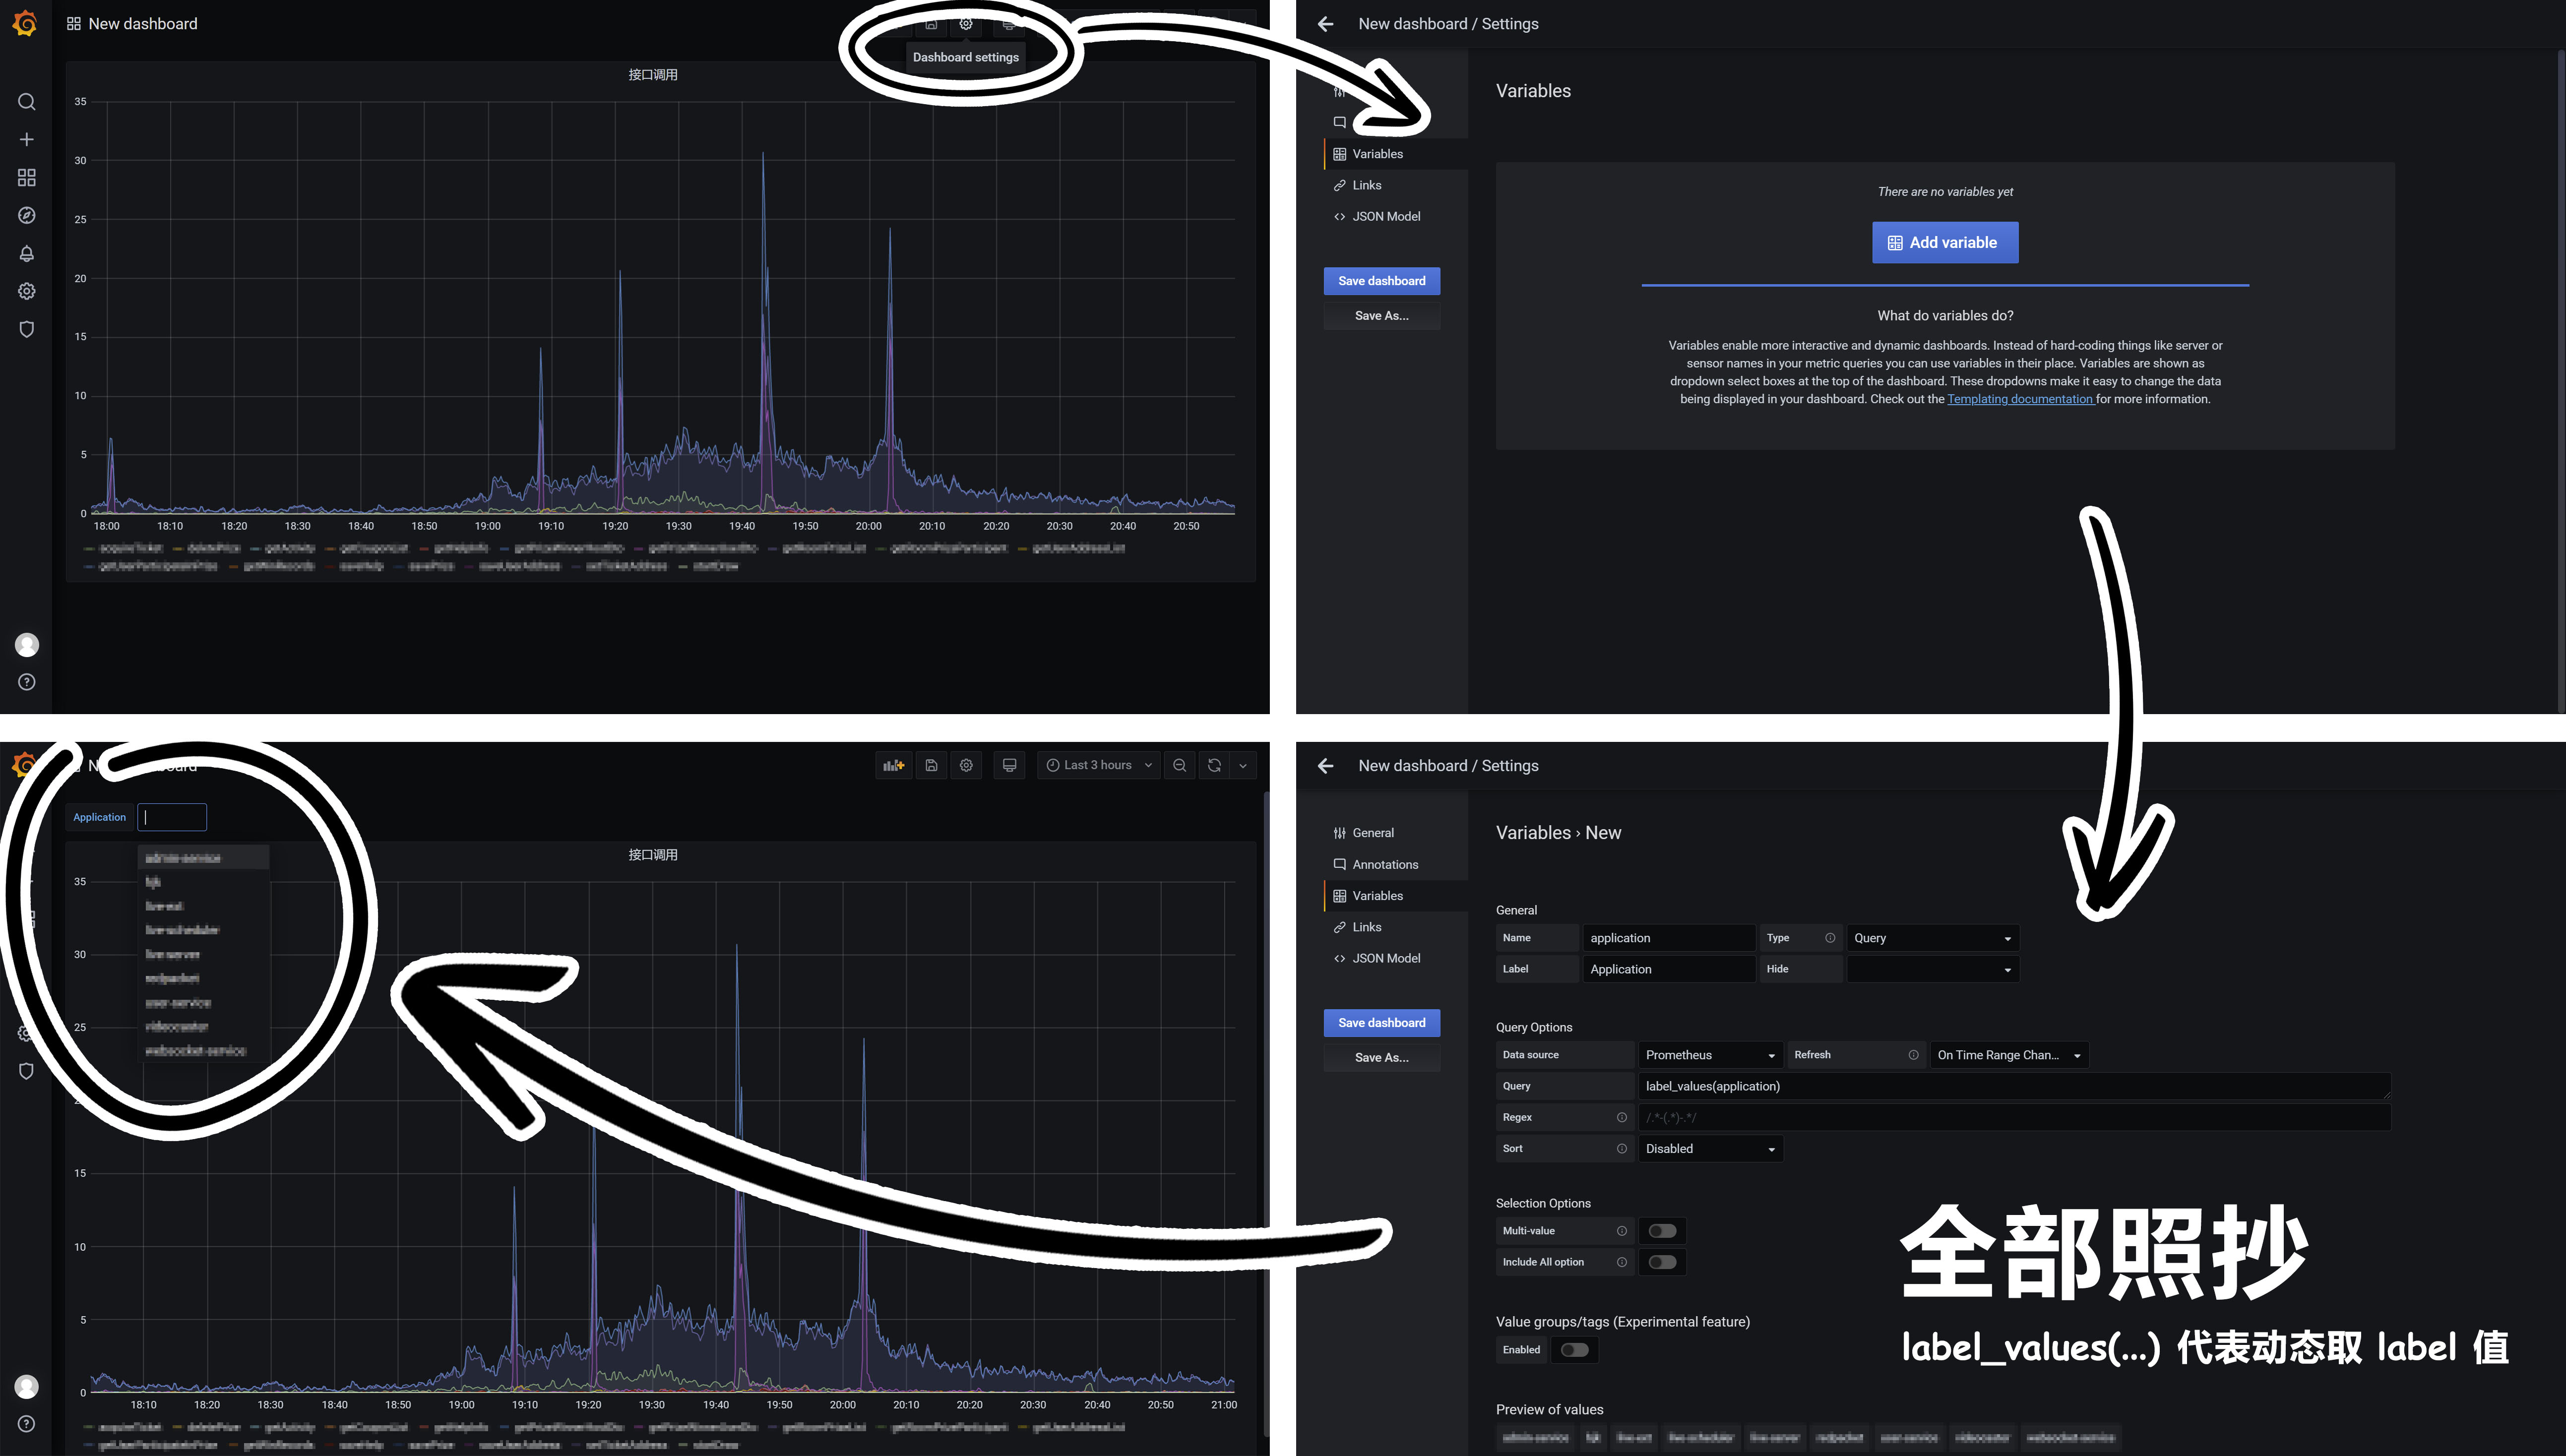 New dashboard
Dashboard settings
接口调用
35
30
25
20
15
10
5
0
18:00 18:10 18:20 18:30 18:40 18:50 19:00 19:10 19:20 19:30 19:40 19:50 20:00 20:10 20:20 20:30 20:40 20:50
New dashboard / Settings
Variables
Links
JSON Model
Save dashboard
Save As...
Variables
There are no variables yet
Add variable
What do variables do?
Variables enable more interactive and dynamic dashboards. Instead of hard-coding things like server or
sensor names in your metric queries you can use variables in their place. Variables are shown as
dropdown select boxes at the top of the dashboard. These dropdowns make it easy to change the data
being displayed in your dashboard. Check out the Templating documentation for more information.
Last 3 hours
Application
接口调用
35
30
25
15
10
5
0
18:10 18:20 18:30 18:40 18:50 19:00 19:10 19:20 19:30 19:40 19:50 20:00 20:10 20:20 20:30 20:40 20:50 21:00
New dashboard / Settings
General
Annotations
Variables
Links
JSON Model
Save dashboard
Save As...
Variables › New
General
Name application Type Query
Label Application Hide
Query Options
Data source Prometheus Refresh On Time Range Chan...
Query label_values(application)
Regex /.*-(.*)-.*/
Sort Disabled
Selection Options
Multi-value
Include All option
Value groups/tags (Experimental feature)
Enabled
Preview of values
全部照抄
label_values(...) 代表动态取 label 值